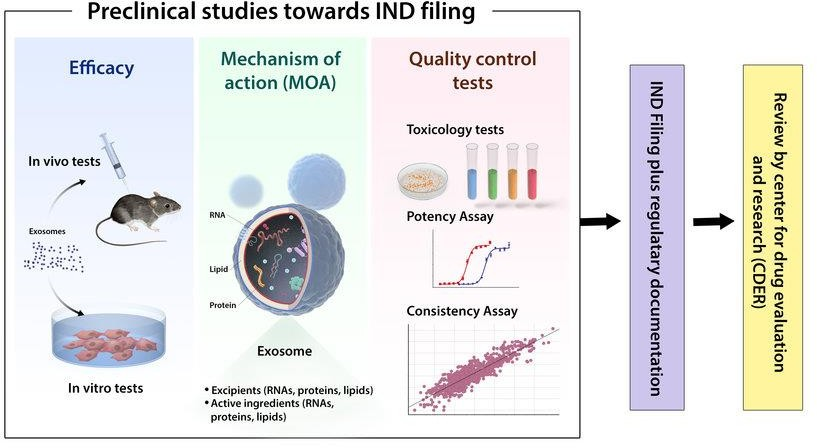 Preclinical studies towards IND filing
Efficacy
In vivo tests
Exosomes
In vitro tests
Mechanism of
action (MOA)
RNA
Lipid
Protein
Exosome
• Excipients (RNAs, proteins, lipids)
• Active ingredients (RNAs,
proteins, lipids)
Quality control
tests
Toxicology tests
Potency Assay
Consistency Assay
IND Filing plus regulatary documentation
Review by center for drug evaluation
and research (CDER)